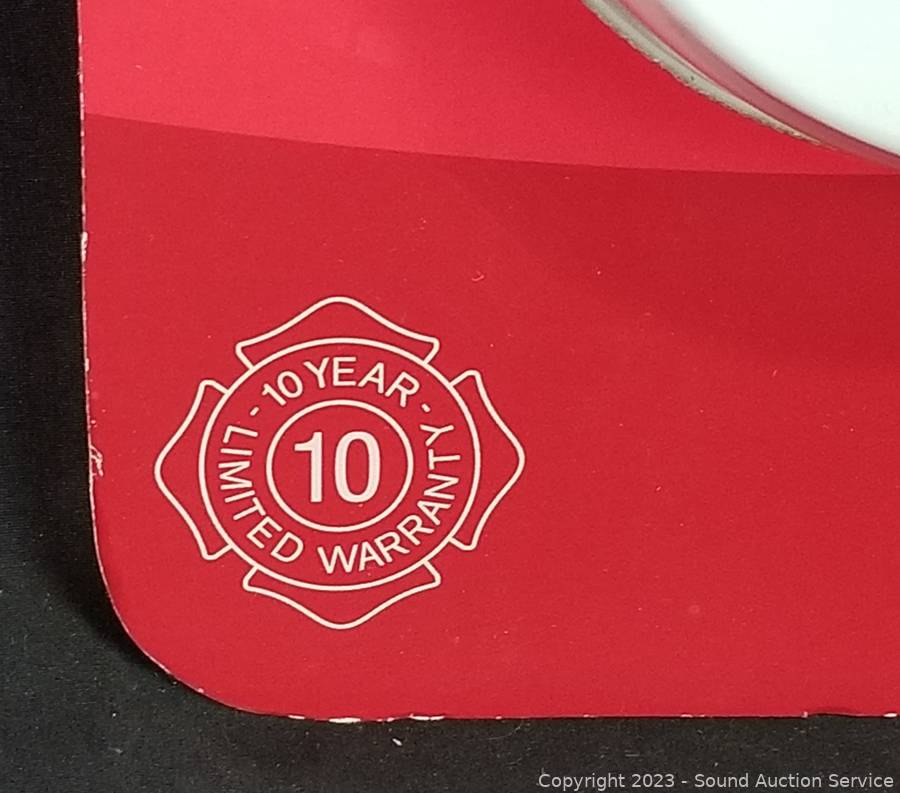 - 10 YEAR -
LIMITED WARRANTY
10
Copyright 2023 - Sound Auction Service